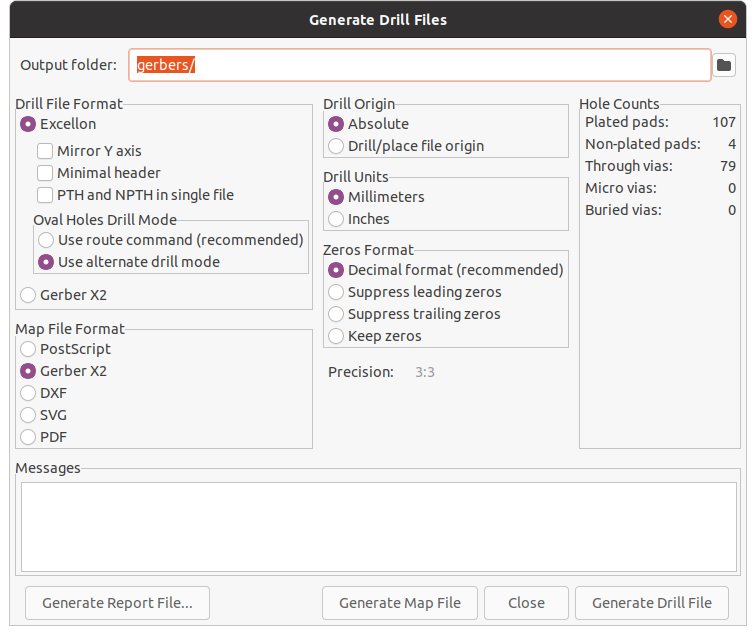 Generate Drill Files
Output folder: gerbers/
Drill File Format
Excellon
Mirror Y axis
Minimal header
PTH and NPTH in single file
Oval Holes Drill Mode
Use route command (recommended)
Use alternate drill mode
Gerber X2
Map File Format
PostScript
Gerber X2
DXF
SVG
PDF
Drill Origin
Absolute
Drill/place file origin
Drill Units
Millimeters
Inches
Zeros Format
Decimal format (recommended)
Suppress leading zeros
Suppress trailing zeros
Keep zeros
Precision: 3:3
Hole Counts
Plated pads: 107
Non-plated pads: 4
Through vias: 79
Micro vias: 0
Buried vias: 0
Messages
Generate Report File...
Generate Map File
Close
Generate Drill File